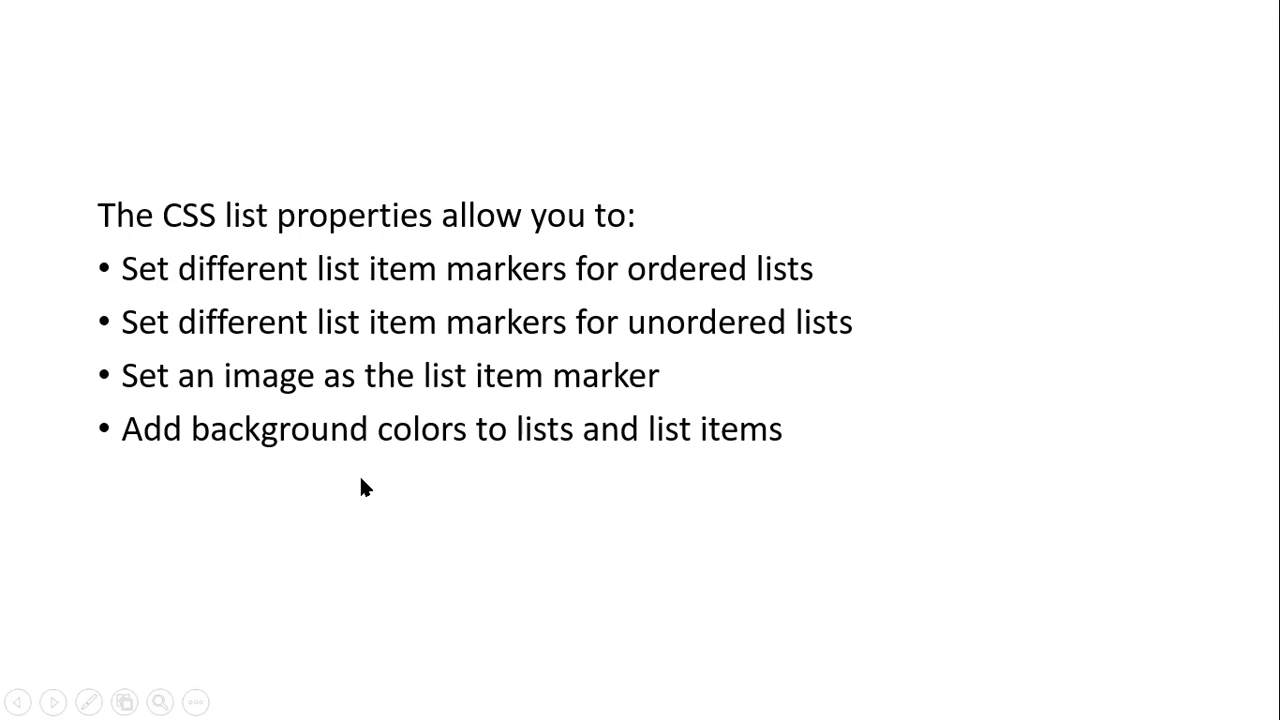 The CSS list properties allow you to:
• Set different list item markers for ordered lists
• Set different list item markers for unordered lists
• Set an image as the list item marker
• Add background colors to lists and list items